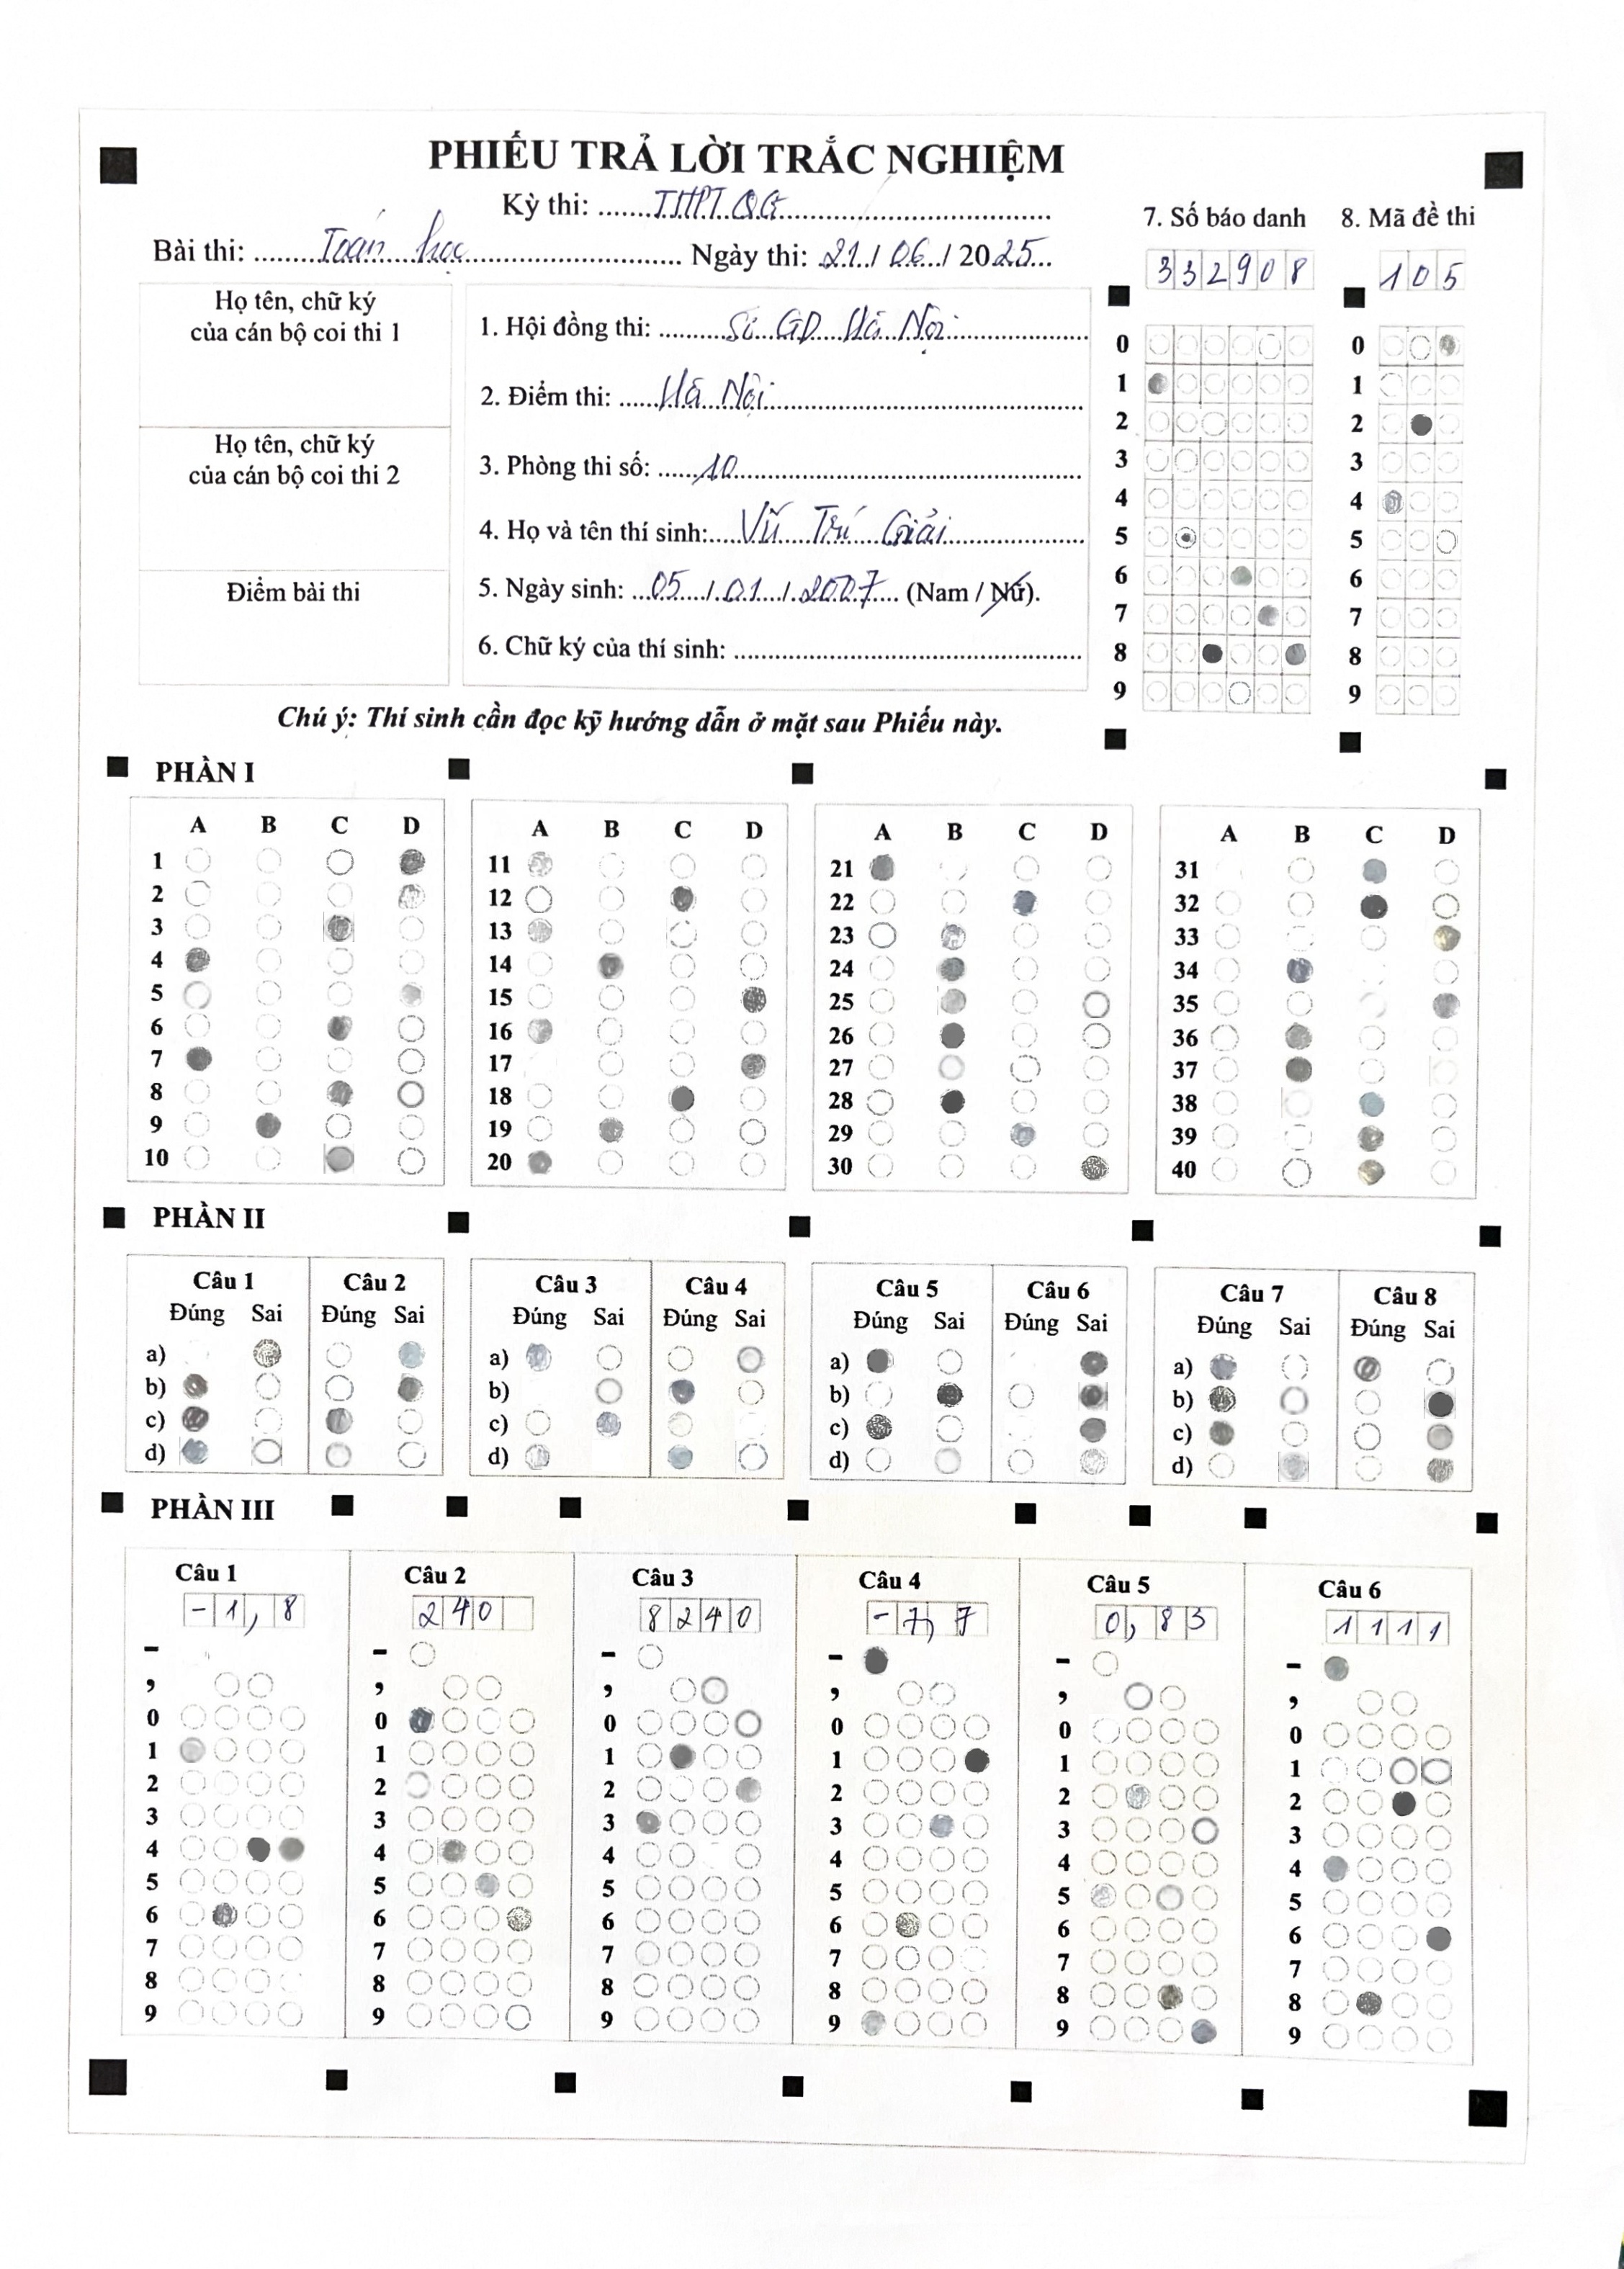 PHIẾU TRẢ LỜI TRẮC NGHIỆM
Kỳ thi: THPT QG
Bài thi: Toán học Ngày thi: 21 / 06 / 2025
7. Số báo danh 8. Mã đề thi
332908 105
Họ tên, chữ ký
của cán bộ coi thi 1
Họ tên, chữ ký
của cán bộ coi thi 2
Điểm bài thi
1. Hội đồng thi: Sở GD Hà Nội
2. Điểm thi: Hà Nội
3. Phòng thi số: 10
4. Họ và tên thí sinh: Vũ Trí Giải
5. Ngày sinh: 05 / 01 / 2007 (Nam / Nữ).
6. Chữ ký của thí sinh:
0 0
1 1
2 2
3 3
4 4
5 5
6 6
7 7
8 8
9 9
Chú ý: Thí sinh cần đọc kỹ hướng dẫn ở mặt sau Phiếu này.
PHẦN I
A B C D A B C D A B C D A B C D
1 11 21 31
2 12 22 32
3 13 23 33
4 14 24 34
5 15 25 35
6 16 26 36
7 17 27 37
8 18 28 38
9 19 29 39
10 20 30 40
PHẦN II
Câu 1 Câu 2 Câu 3 Câu 4 Câu 5 Câu 6 Câu 7 Câu 8
Đúng Sai Đúng Sai Đúng Sai Đúng Sai Đúng Sai Đúng Sai Đúng Sai Đúng Sai
a) a) a) a)
b) b) b) b)
c) c) c) c)
d) d) d) d)
PHẦN III
Câu 1 Câu 2 Câu 3 Câu 4 Câu 5 Câu 6
-1,8 240 8240 -7,7 0,83 1111
- - - - - -
, , , , , ,
0 0 0 0 0 0
1 1 1 1 1 1
2 2 2 2 2 2
3 3 3 3 3 3
4 4 4 4 4 4
5 5 5 5 5 5
6 6 6 6 6 6
7 7 7 7 7 7
8 8 8 8 8 8
9 9 9 9 9 9